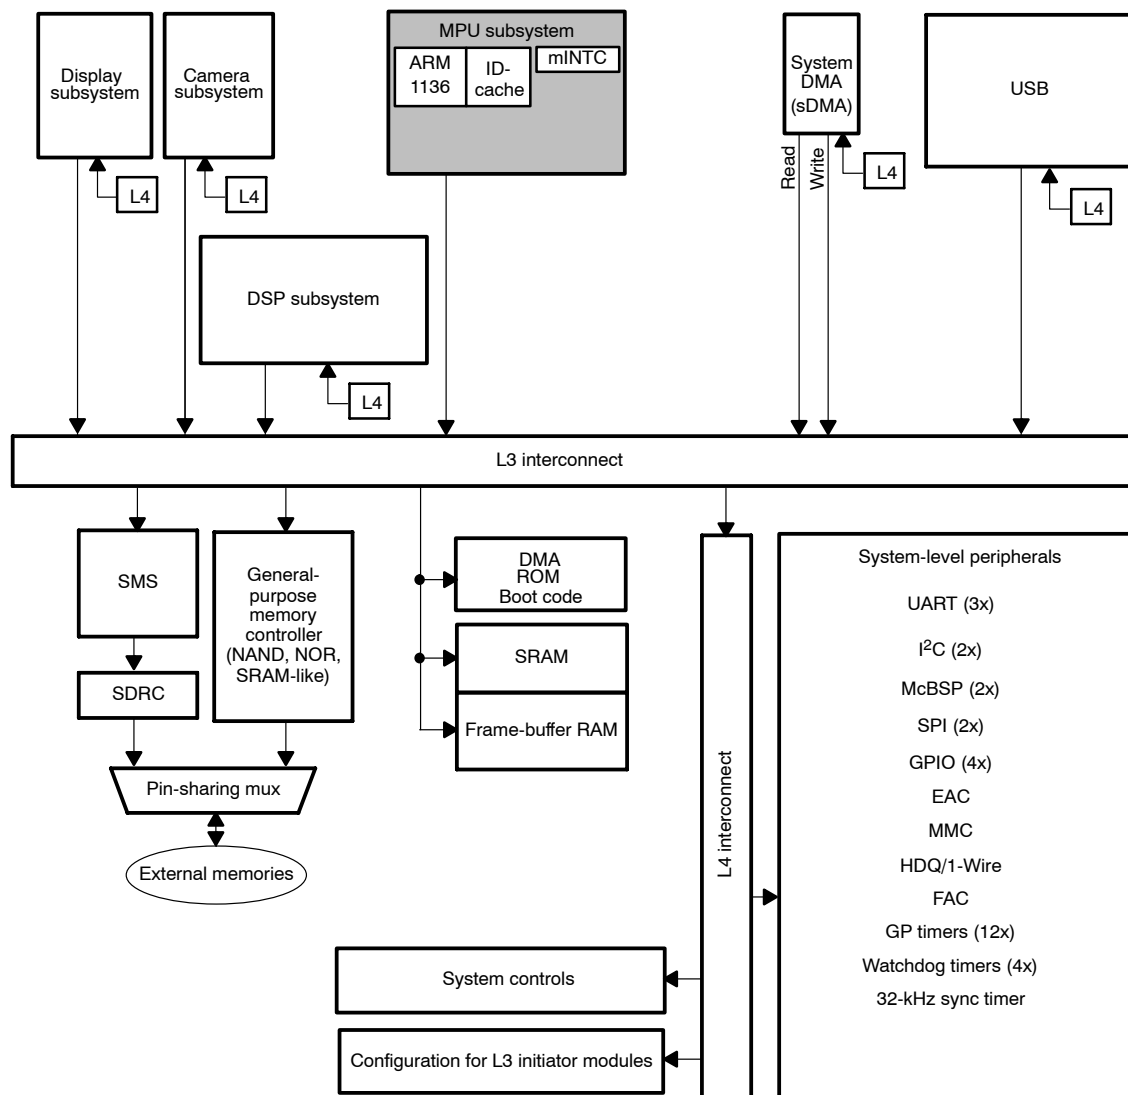 Display
subsystem
Camera
subsystem
MPU subsystem
ARM
1136
ID-
cache
mINTC
System
DMA
(sDMA)
USB
Read
Write
L4
L4
L4
L4
DSP subsystem
L4
L3 interconnect
SMS
General-
purpose
memory
controller
(NAND, NOR,
SRAM-like)
DMA
ROM
Boot code
SRAM
Frame-buffer RAM
SDRC
Pin-sharing mux
External memories
L4 interconnect
System-level peripherals
UART (3x)
I²C (2x)
McBSP (2x)
SPI (2x)
GPIO (4x)
EAC
MMC
HDQ/1-Wire
FAC
GP timers (12x)
Watchdog timers (4x)
32-kHz sync timer
System controls
Configuration for L3 initiator modules